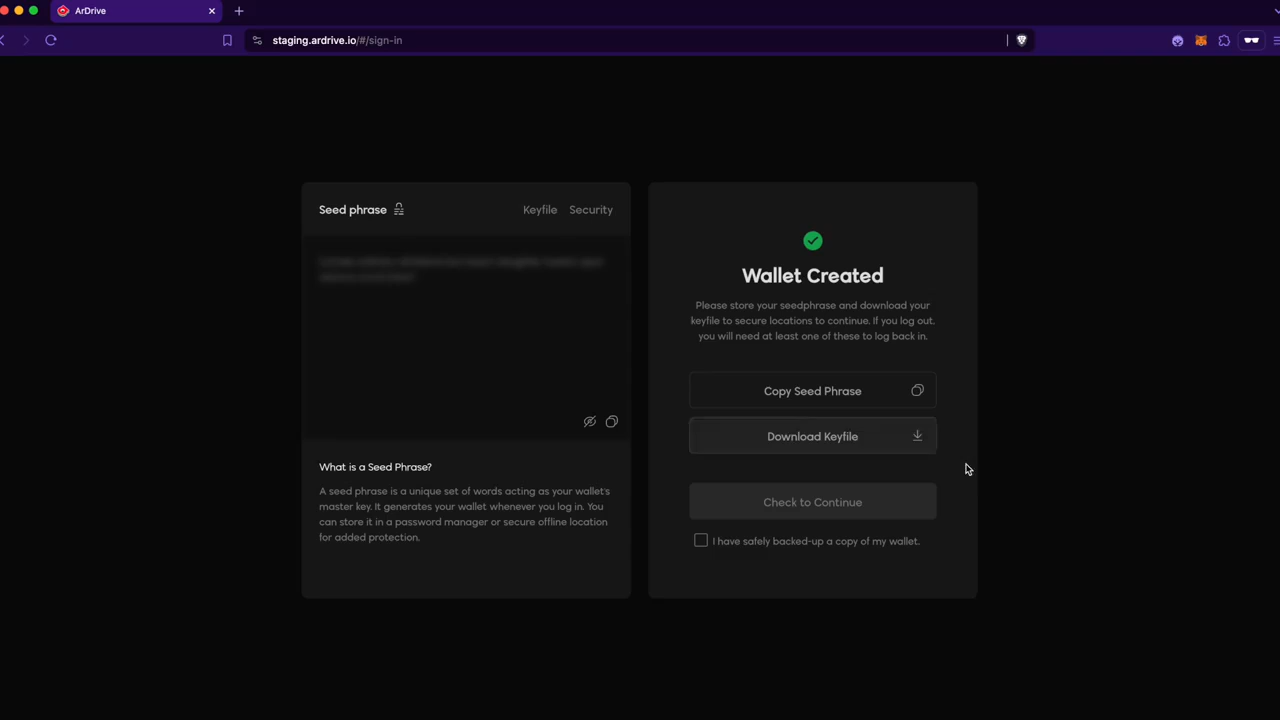 ArDrive
staging.ardrive.io/#/sign-in
Seed phrase
Keyfile
Security
What is a Seed Phrase?
A seed phrase is a unique set of words acting as your wallet's
master key. It generates your wallet whenever you log in. You
can store it in a password manager or secure offline location
for added protection.
Wallet Created
Please store your seedphrase and download your
keyfile to secure locations to continue. If you log out,
you will need at least one of these to log back in.
Copy Seed Phrase
Download Keyfile
Check to Continue
I have safely backed-up a copy of my wallet.